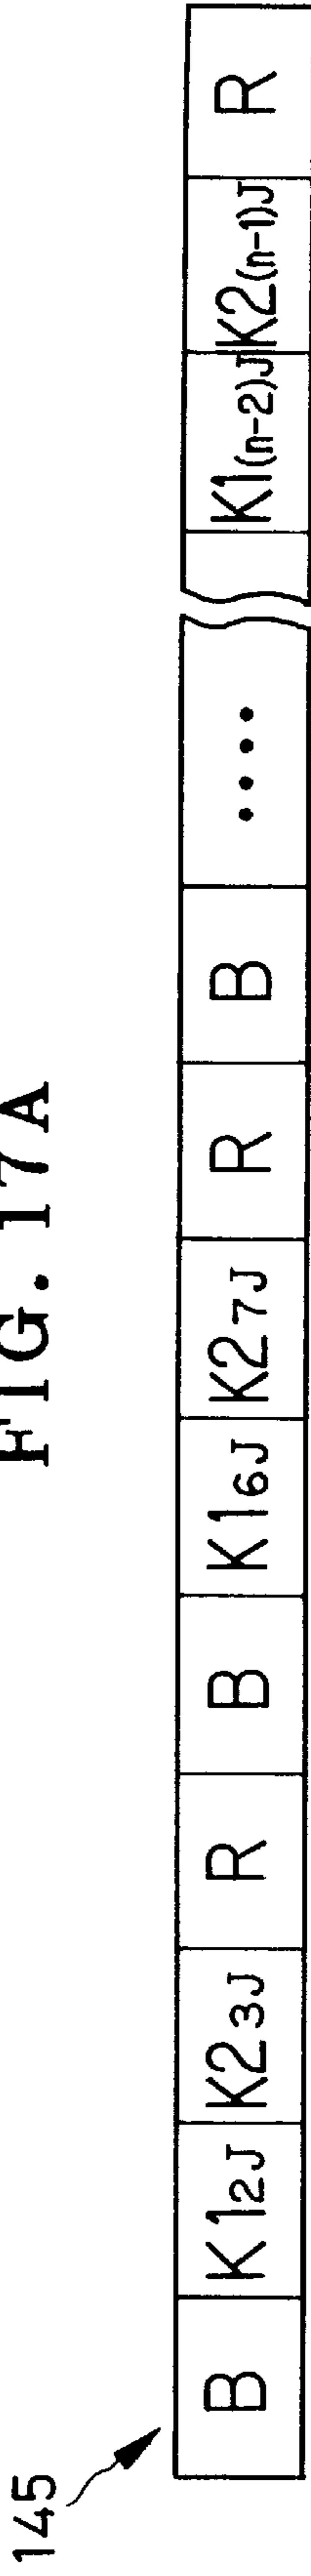 FIG. 17A
145
B K1₂J K2₃J R B K1₆J K2₇J R B •••• K1(n-2)J K2(n-1)J R